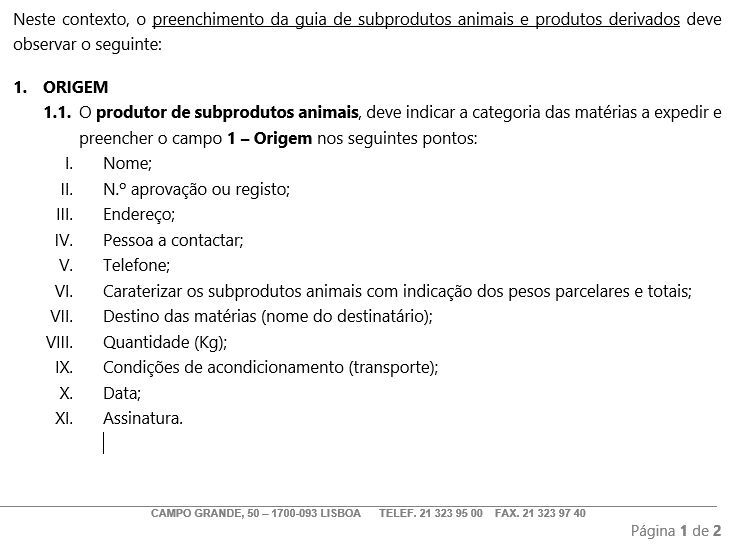 Neste contexto, o preenchimento da guia de subprodutos animais e produtos derivados deve
observar o seguinte:
1. ORIGEM
1.1. O produtor de subprodutos animais, deve indicar a categoria das matérias a expedir e
preencher o campo 1 – Origem nos seguintes pontos:
I. Nome;
II. N.º aprovação ou registo;
III. Endereço;
IV. Pessoa a contactar;
V. Telefone;
VI. Caraterizar os subprodutos animais com indicação dos pesos parcelares e totais;
VII. Destino das matérias (nome do destinatário);
VIII. Quantidade (Kg);
IX. Condições de acondicionamento (transporte);
X. Data;
XI. Assinatura.
CAMPO GRANDE, 50 – 1700-093 LISBOA TELEF. 21 323 95 00 FAX. 21 323 97 40
Página 1 de 2